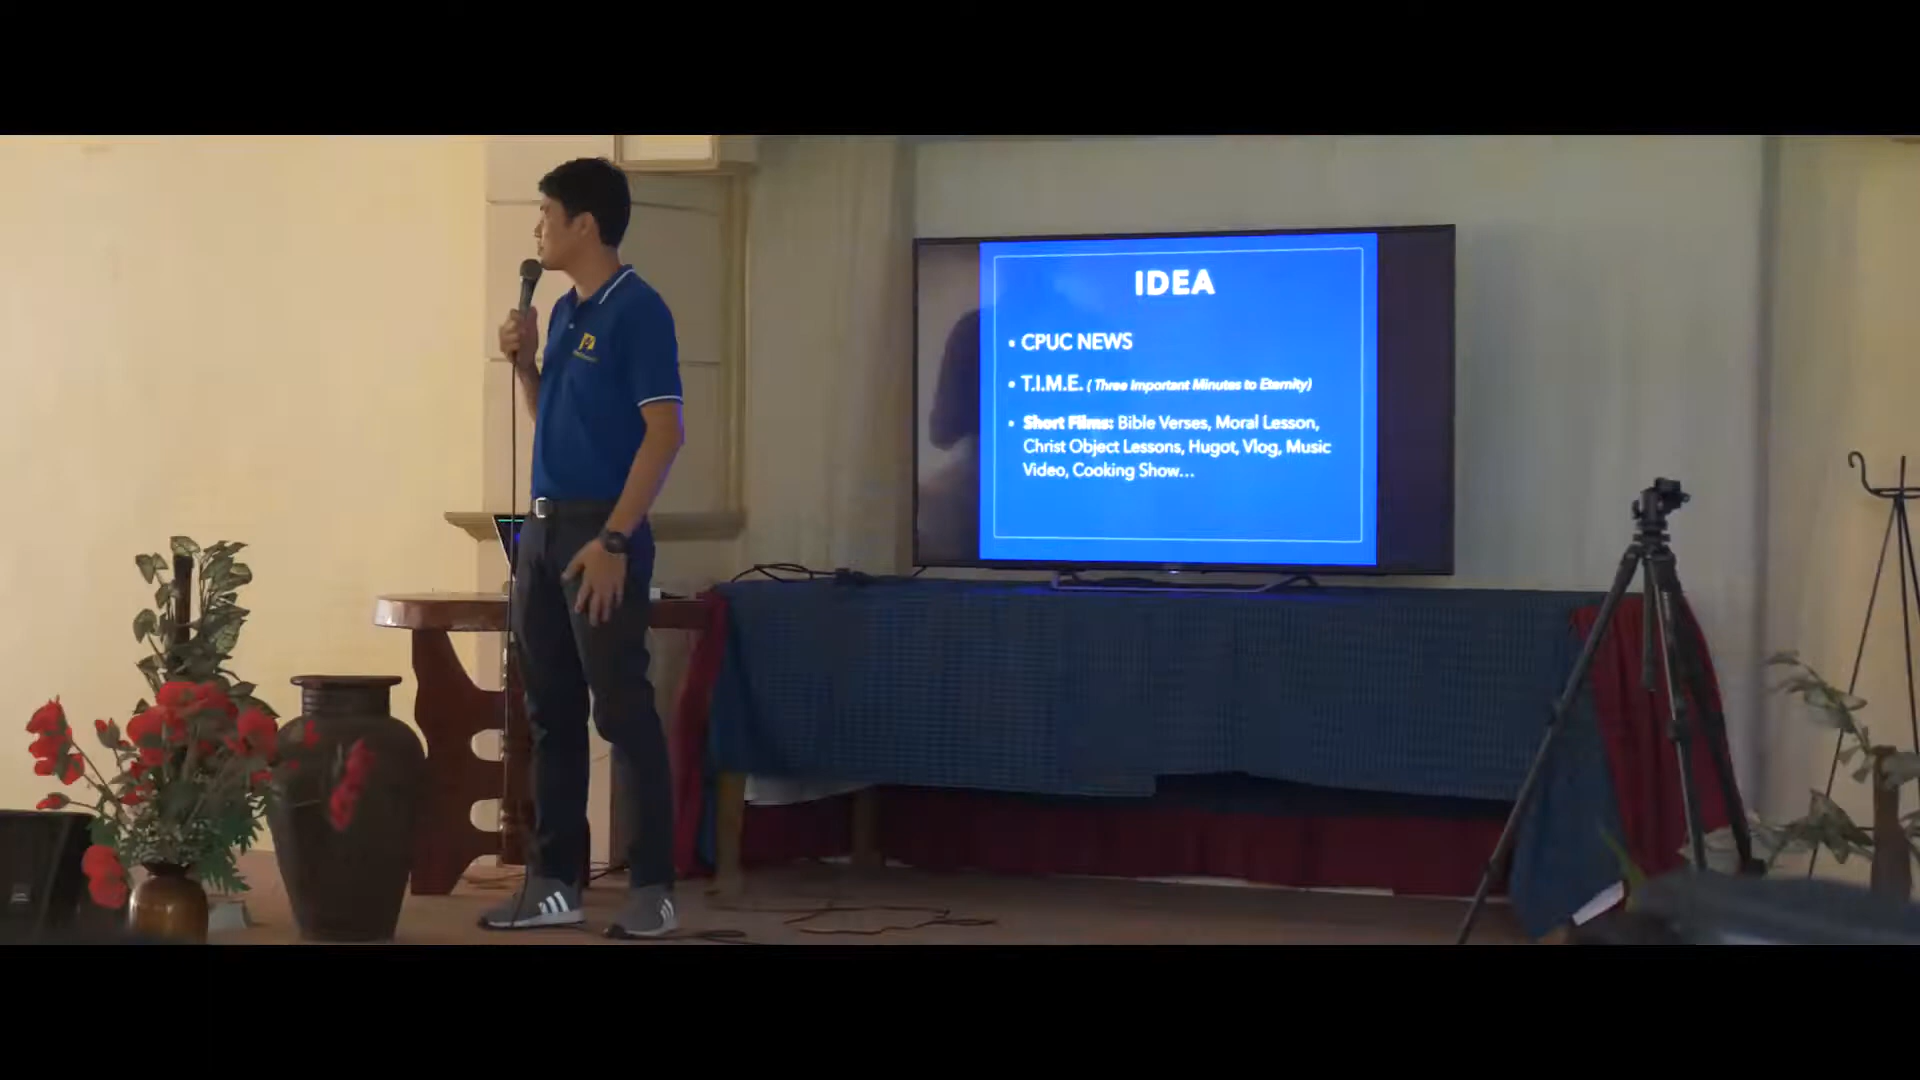 IDEA
• CPUC NEWS
• T.I.M.E. ( Three Important Minutes to Eternity)
• Short Films: Bible Verses, Moral Lesson,
Christ Object Lessons, Hugot, Vlog, Music
Video, Cooking Show...